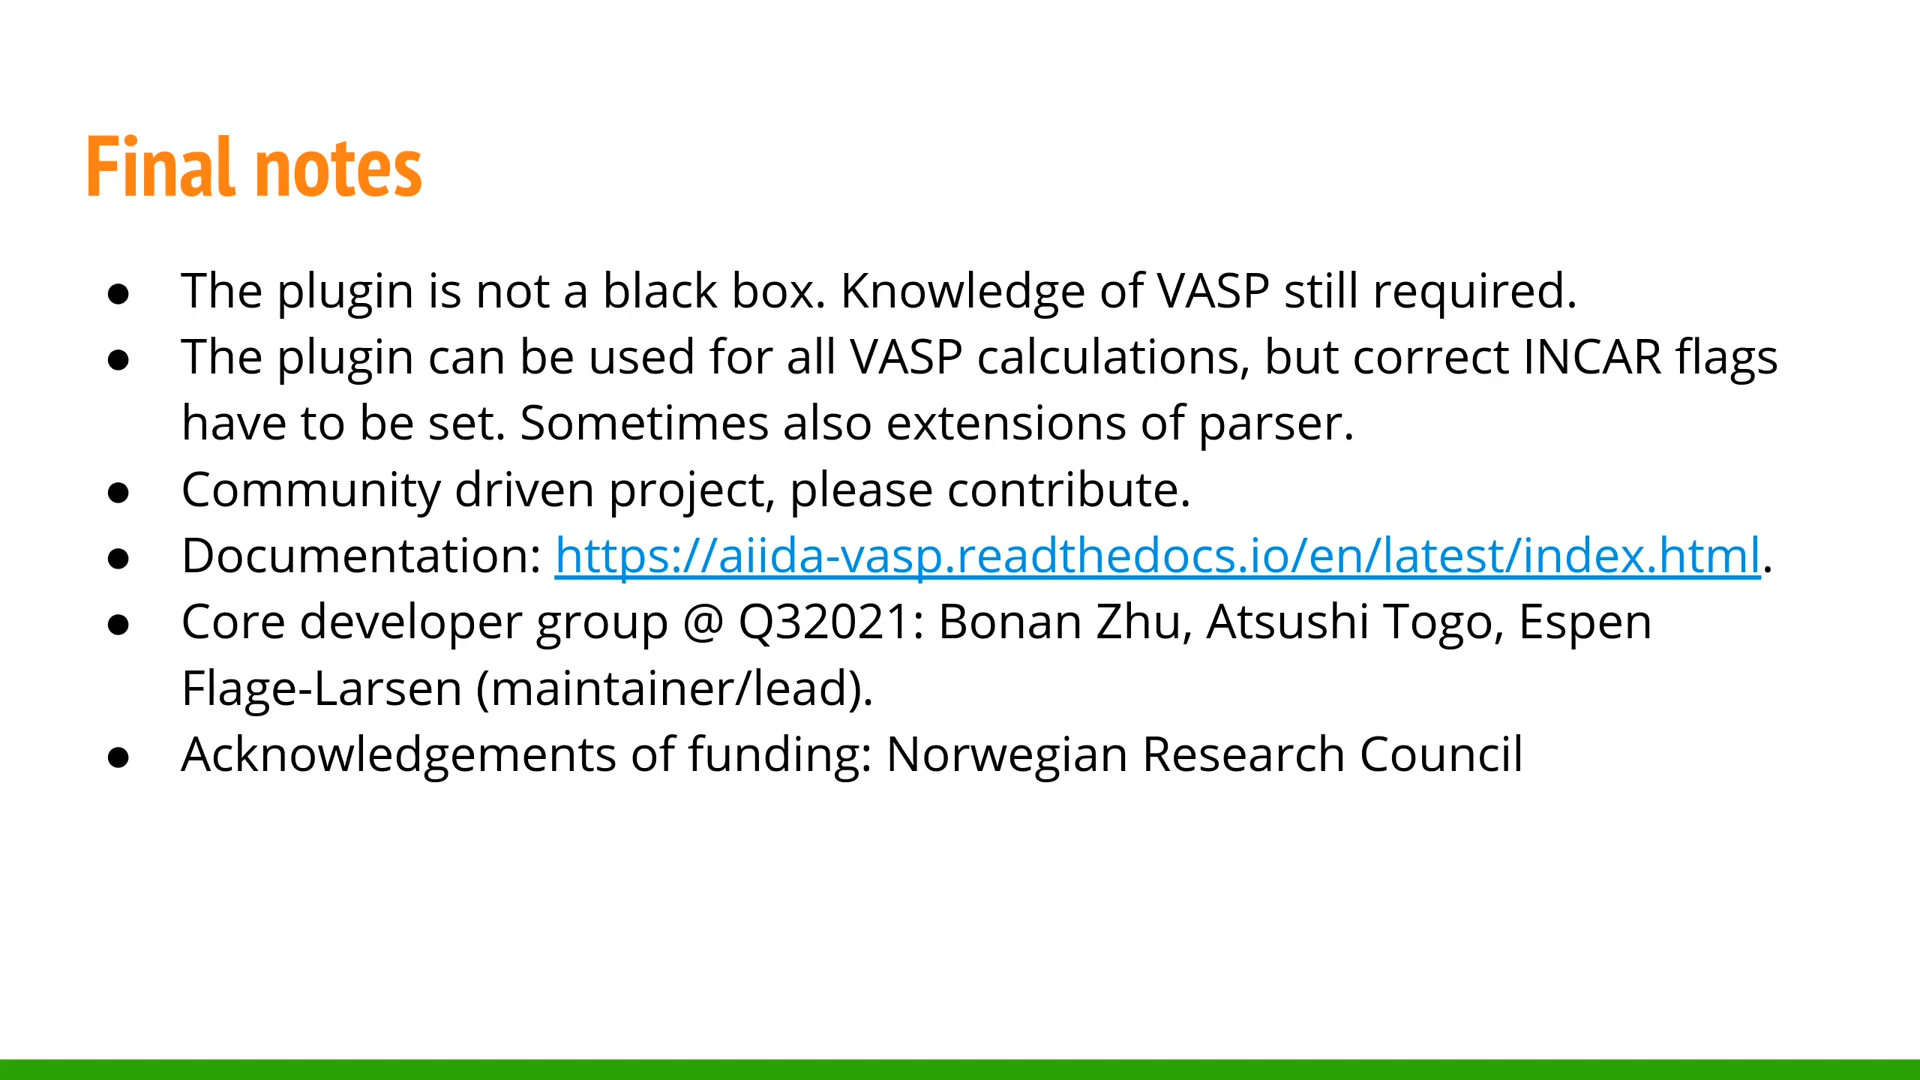 Final notes
● The plugin is not a black box. Knowledge of VASP still required.
● The plugin can be used for all VASP calculations, but correct INCAR flags
have to be set. Sometimes also extensions of parser.
● Community driven project, please contribute.
● Documentation: https://aiida-vasp.readthedocs.io/en/latest/index.html.
● Core developer group @ Q32021: Bonan Zhu, Atsushi Togo, Espen
Flage-Larsen (maintainer/lead).
● Acknowledgements of funding: Norwegian Research Council